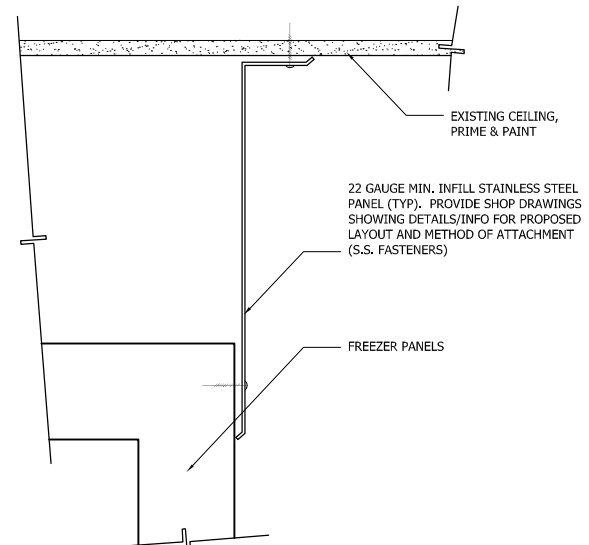 EXISTING CEILING,
PRIME & PAINT
22 GAUGE MIN. INFILL STAINLESS STEEL
PANEL (TYP).  PROVIDE SHOP DRAWINGS
SHOWING DETAILS/INFO FOR PROPOSED
LAYOUT AND METHOD OF ATTACHMENT
(S.S. FASTENERS)
FREEZER PANELS